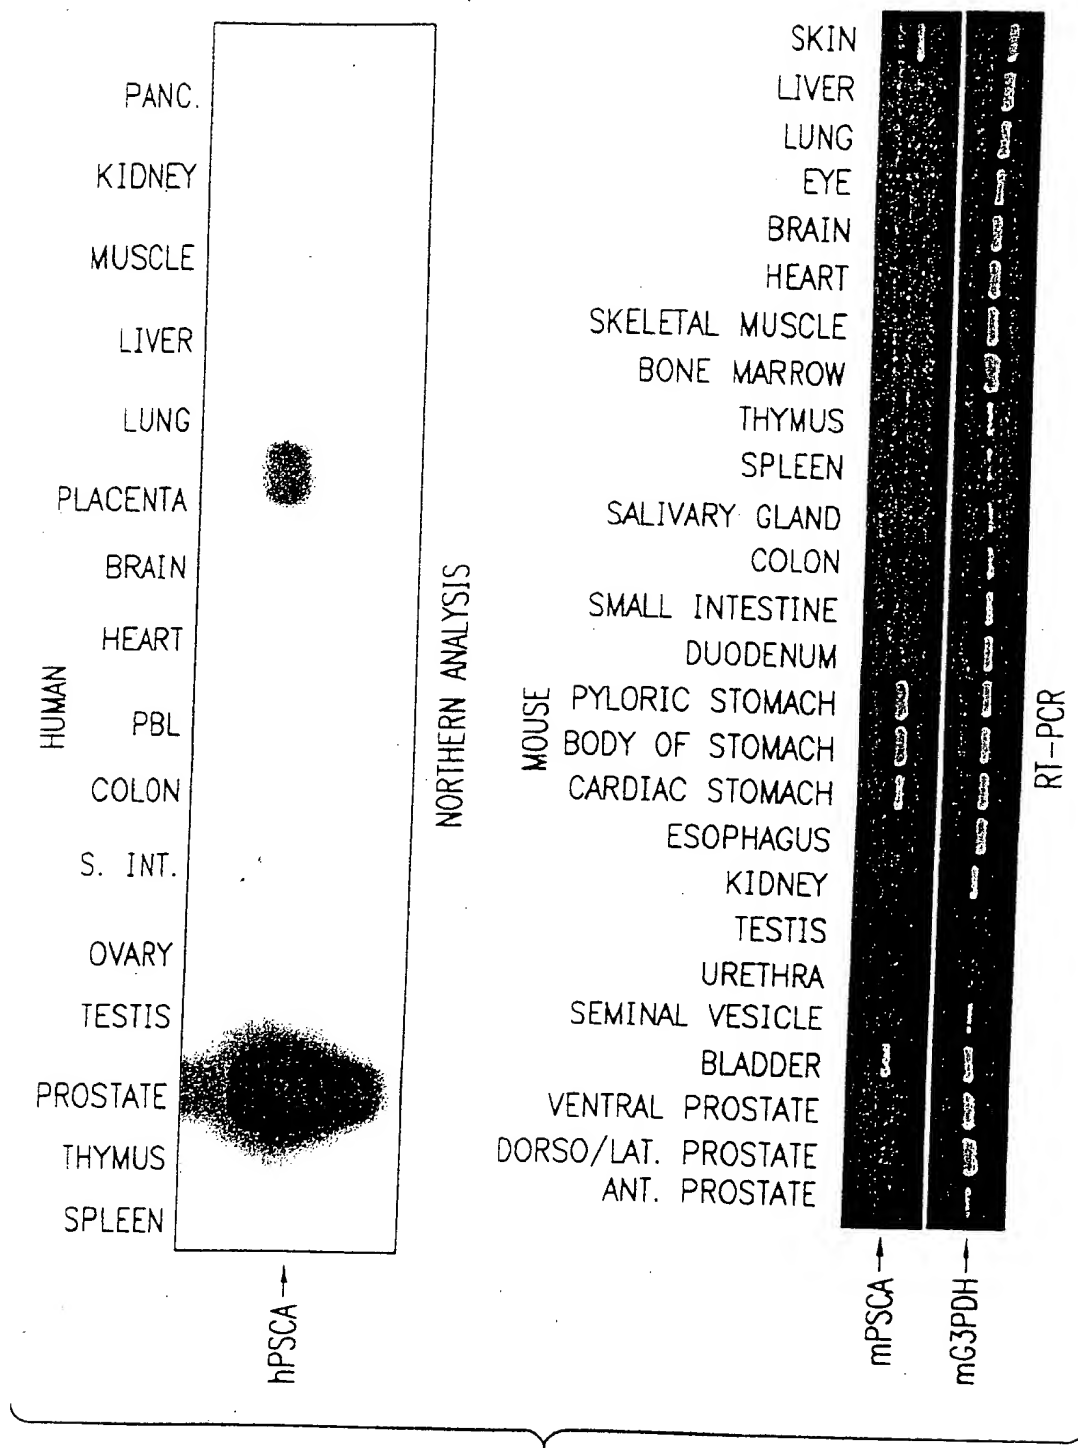 HUMAN
PANC.
KIDNEY
MUSCLE
LIVER
LUNG
PLACENTA
BRAIN
HEART
PBL
COLON
S. INT.
OVARY
TESTIS
PROSTATE
THYMUS
SPLEEN
hPSCA
NORTHERN ANALYSIS
MOUSE
SKIN
LIVER
LUNG
EYE
BRAIN
HEART
SKELETAL MUSCLE
BONE MARROW
THYMUS
SPLEEN
SALIVARY GLAND
COLON
SMALL INTESTINE
DUODENUM
PYLORIC STOMACH
BODY OF STOMACH
CARDIAC STOMACH
ESOPHAGUS
KIDNEY
TESTIS
URETHRA
SEMINAL VESICLE
BLADDER
VENTRAL PROSTATE
DORSO/LAT. PROSTATE
ANT. PROSTATE
mPSCA
mG3PDH
RT-PCR